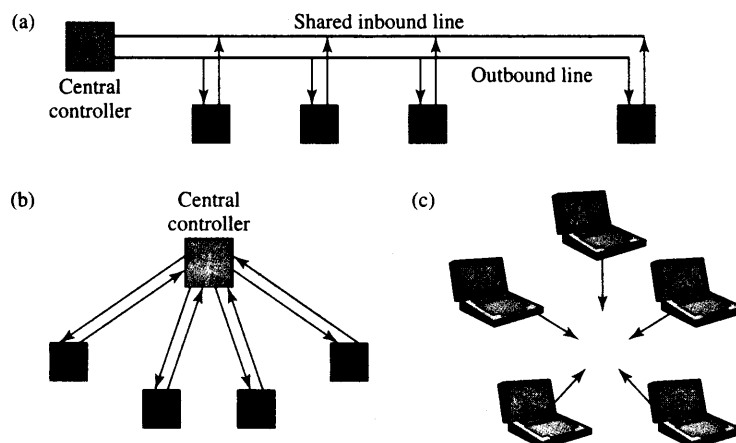 (a)
Shared inbound line
Outbound line
Central
controller
(b)
Central
controller
(c)